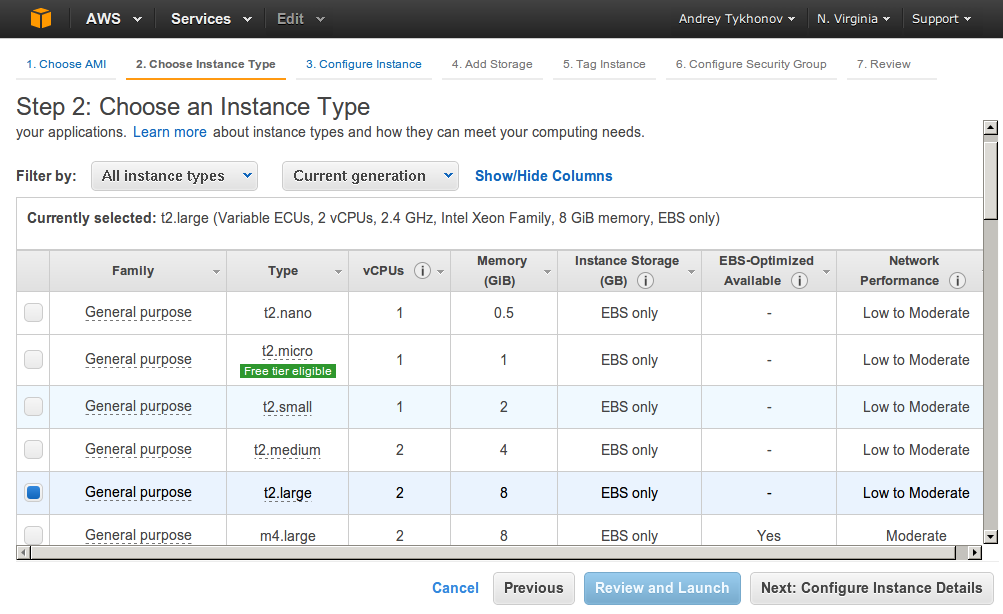 AWS Services Edit Andrey Tykhonov N. Virginia Support
1. Choose AMI 2. Choose Instance Type 3. Configure Instance 4. Add Storage 5. Tag Instance 6. Configure Security Group 7. Review
Step 2: Choose an Instance Type
your applications. Learn more about instance types and how they can meet your computing needs.
Filter by: All instance types Current generation Show/Hide Columns
Currently selected: t2.large (Variable ECUs, 2 vCPUs, 2.4 GHz, Intel Xeon Family, 8 GiB memory, EBS only)
Family Type vCPUs i Memory (GiB) Instance Storage (GB) i EBS-Optimized Available i Network Performance i
General purpose t2.nano 1 0.5 EBS only - Low to Moderate
General purpose t2.micro Free tier eligible 1 1 EBS only - Low to Moderate
General purpose t2.small 1 2 EBS only - Low to Moderate
General purpose t2.medium 2 4 EBS only - Low to Moderate
General purpose t2.large 2 8 EBS only - Low to Moderate
General purpose m4.large 2 8 EBS only Yes Moderate
Cancel Previous Review and Launch Next: Configure Instance Details